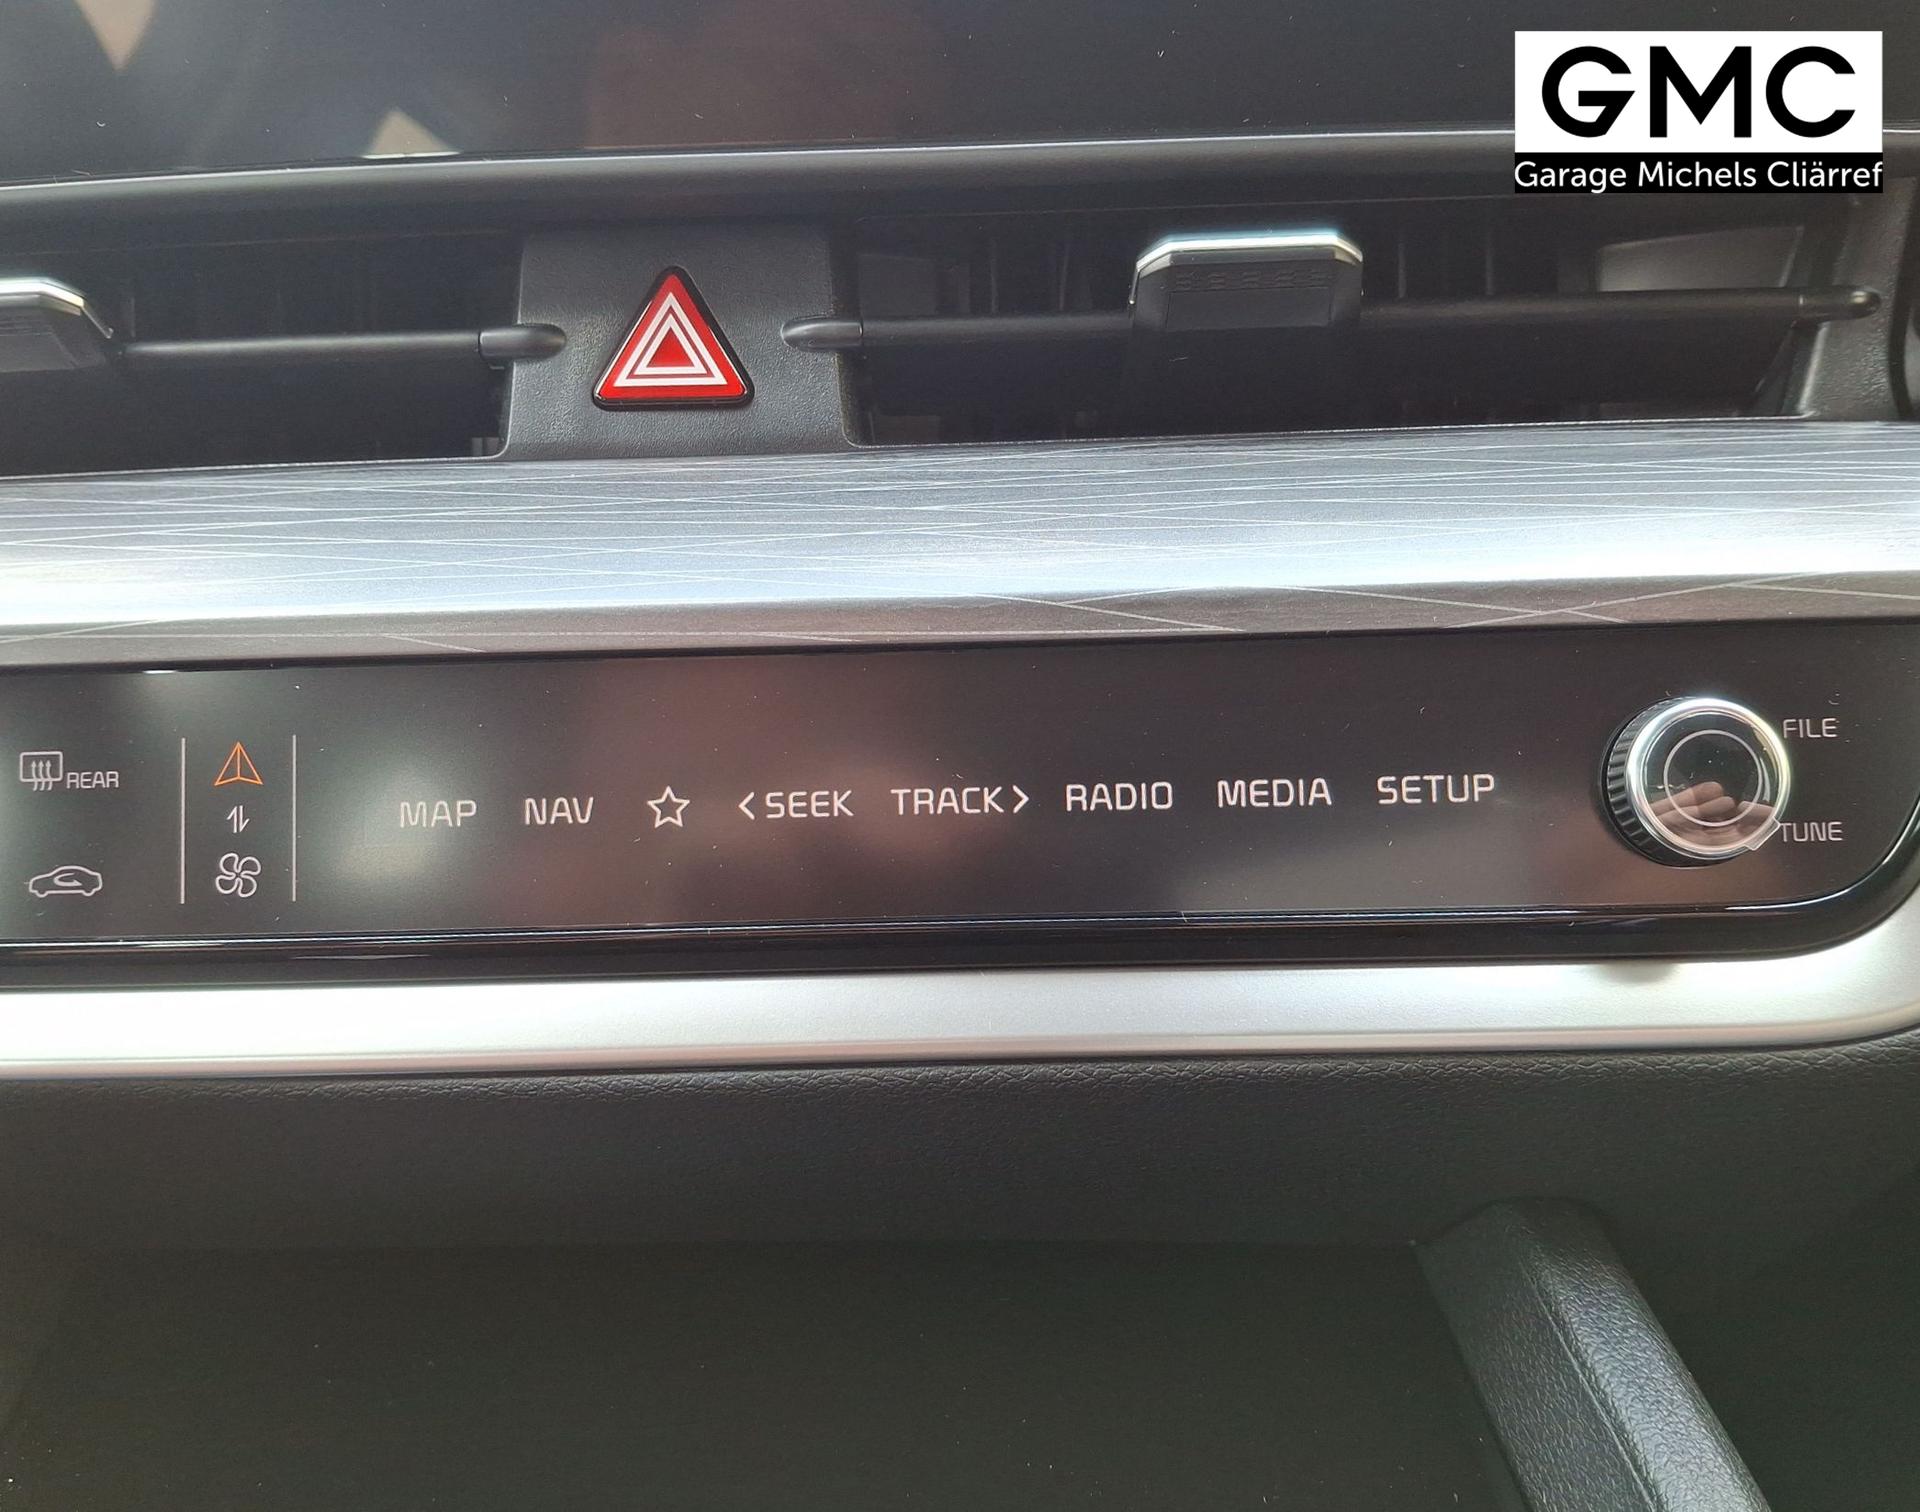 GMC
Garage Michels Cliärref
REAR
MAP NAV <SEEK TRACK> RADIO MEDIA SETUP
FILE
TUNE